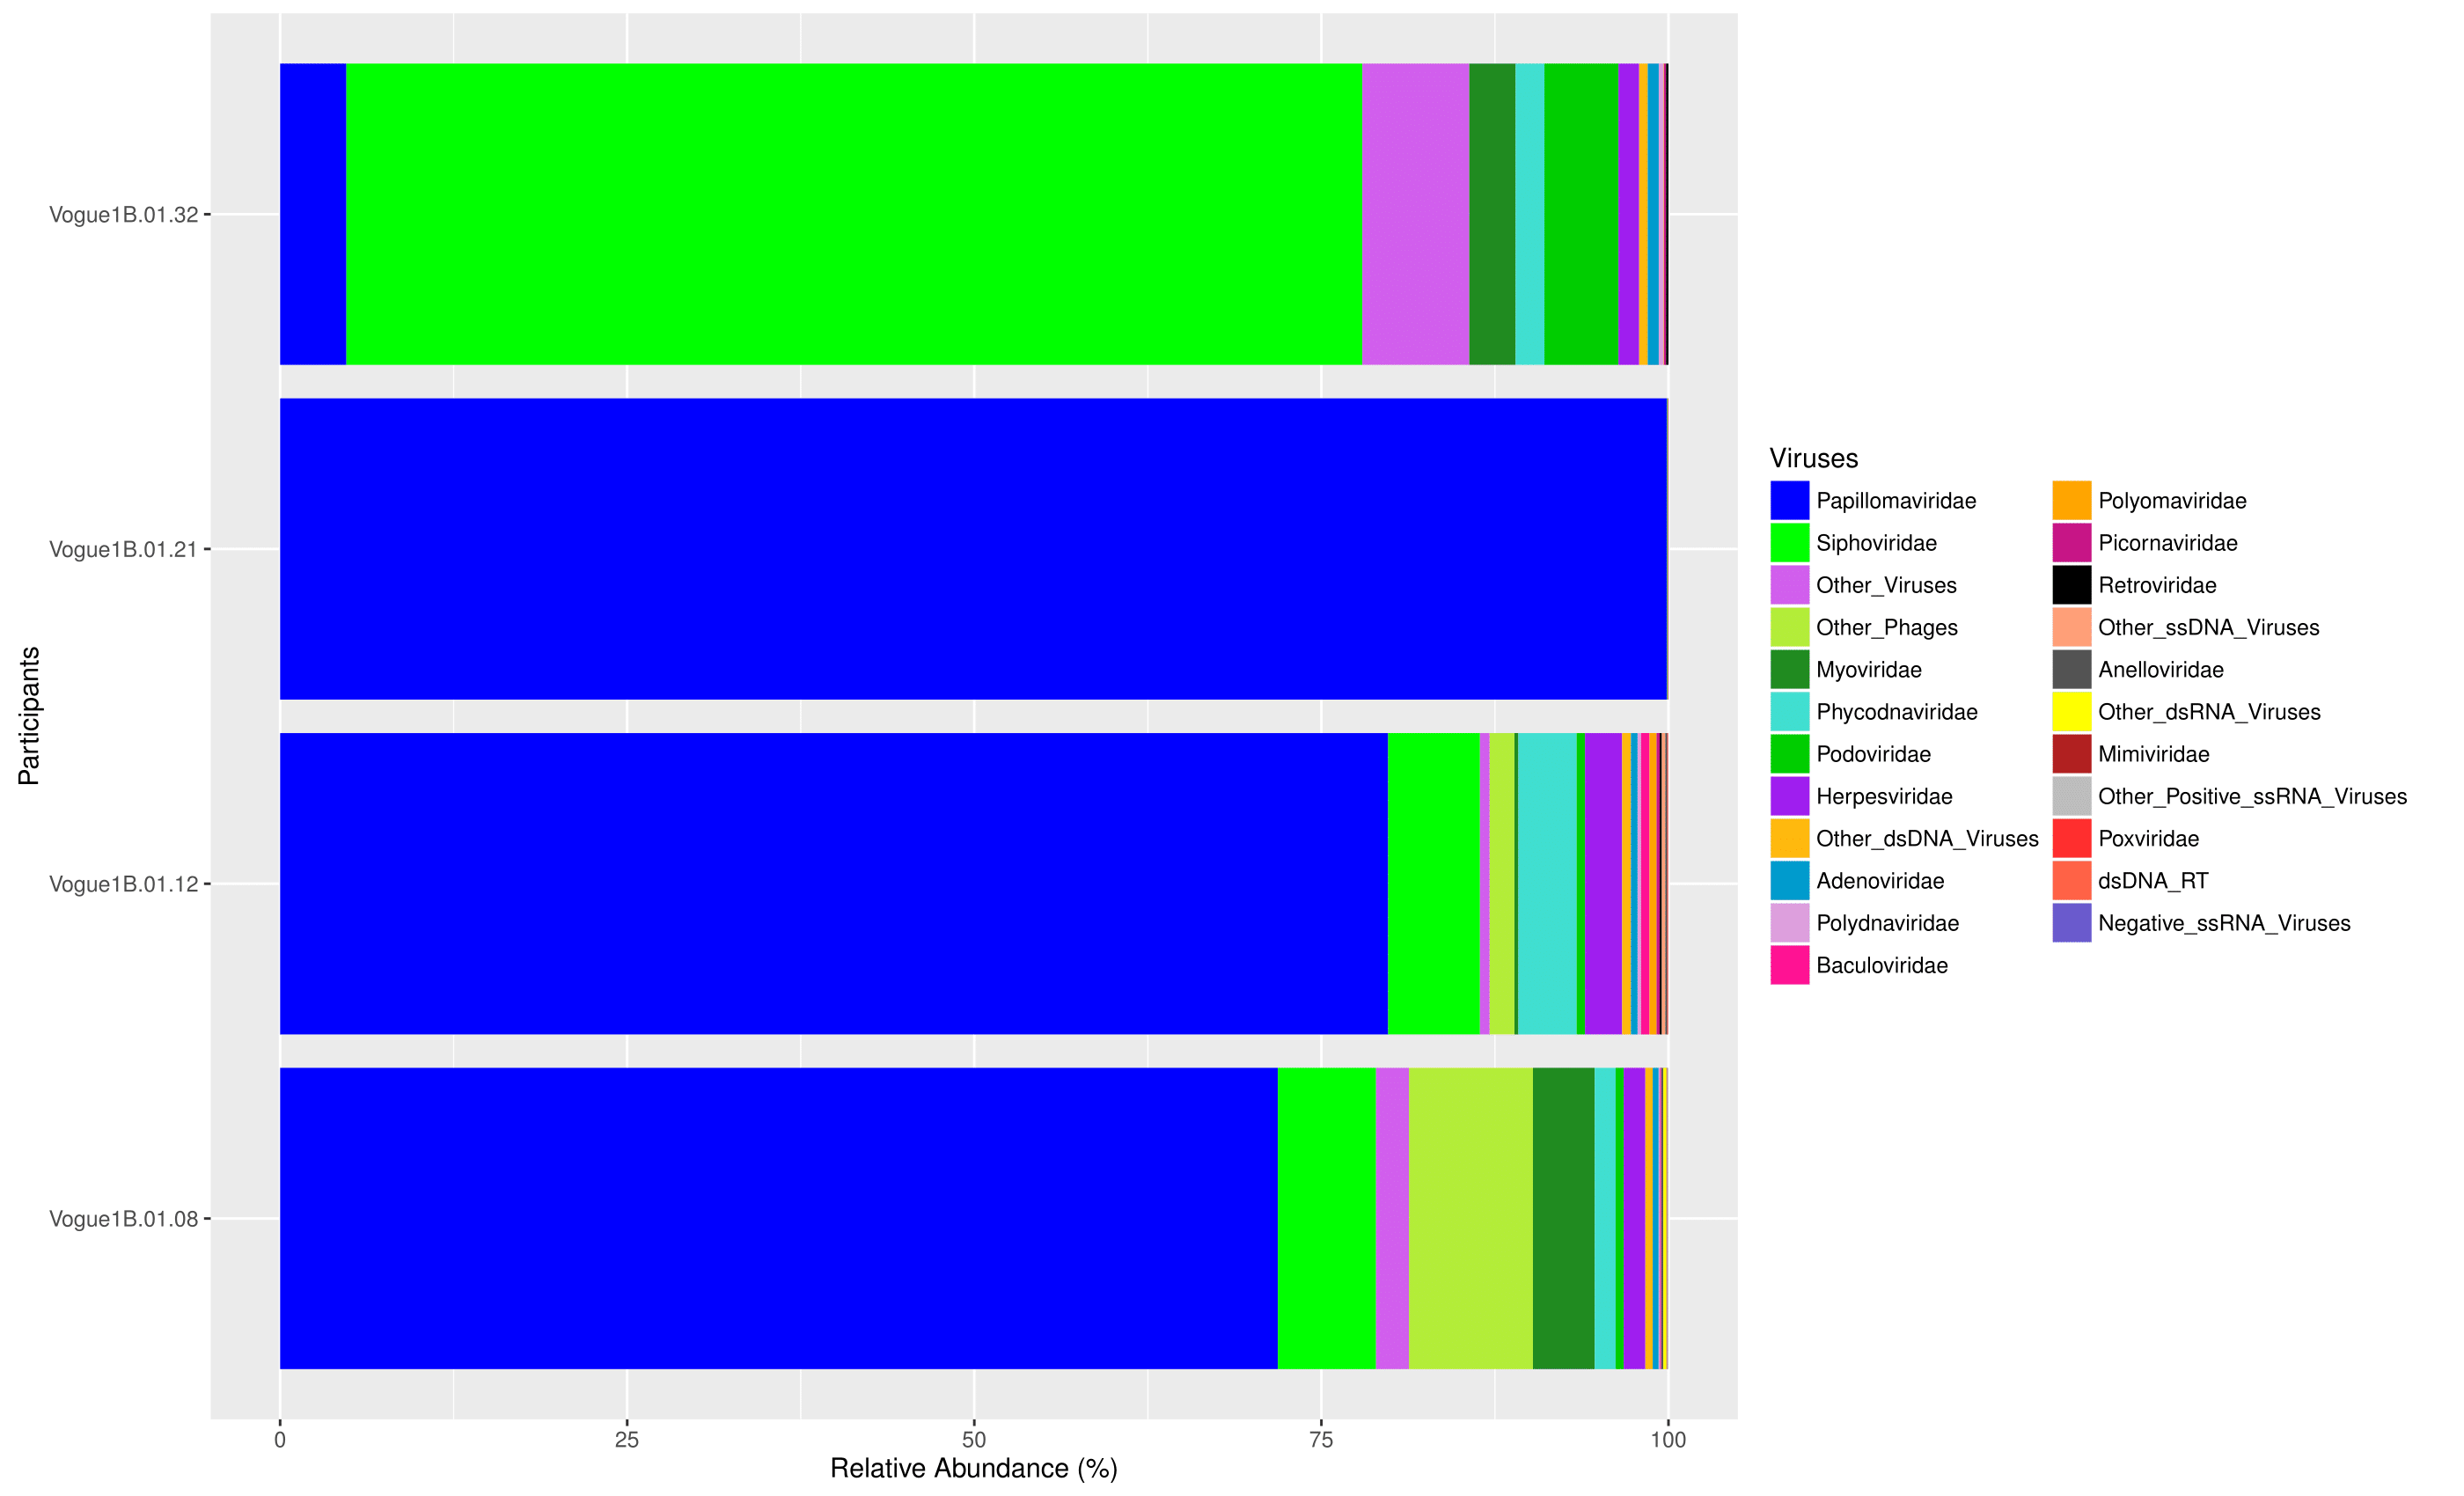 Participants
Vogue1B.01.32
Vogue1B.01.21
Vogue1B.01.12
Vogue1B.01.08
0 25 50 75 100
Relative Abundance (%)
Viruses
Papillomaviridae
Siphoviridae
Other_Viruses
Other_Phages
Myoviridae
Phycodnaviridae
Podoviridae
Herpesviridae
Other_dsDNA_Viruses
Adenoviridae
Polydnaviridae
Baculoviridae
Polyomaviridae
Picornaviridae
Retroviridae
Other_ssDNA_Viruses
Anelloviridae
Other_dsRNA_Viruses
Mimiviridae
Other_Positive_ssRNA_Viruses
Poxviridae
dsDNA_RT
Negative_ssRNA_Viruses